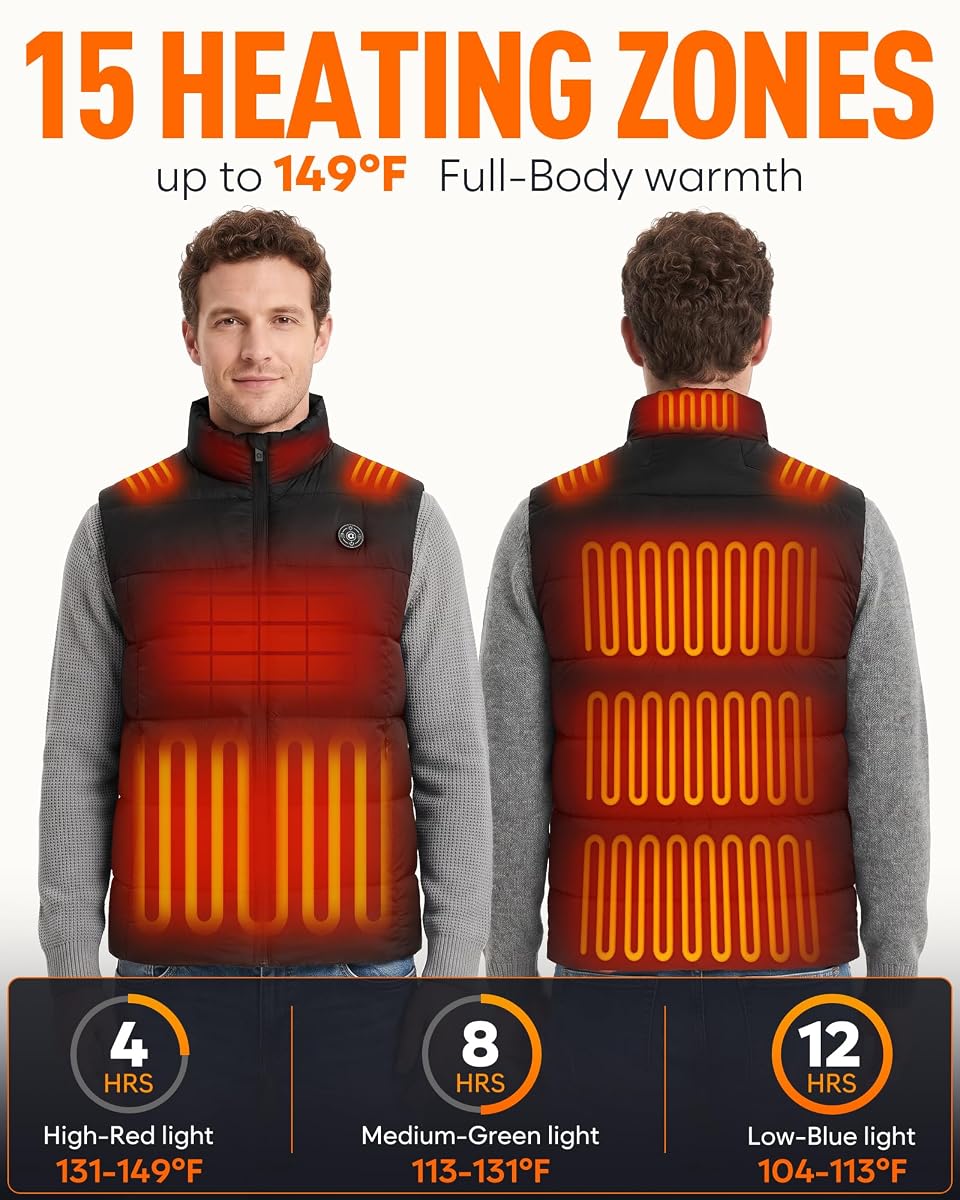 15 HEATING ZONES
up to 149°F Full-Body warmth
4
HRS
High-Red light
131-149°F
8
HRS
Medium-Green light
113-131°F
12
HRS
Low-Blue light
104-113°F